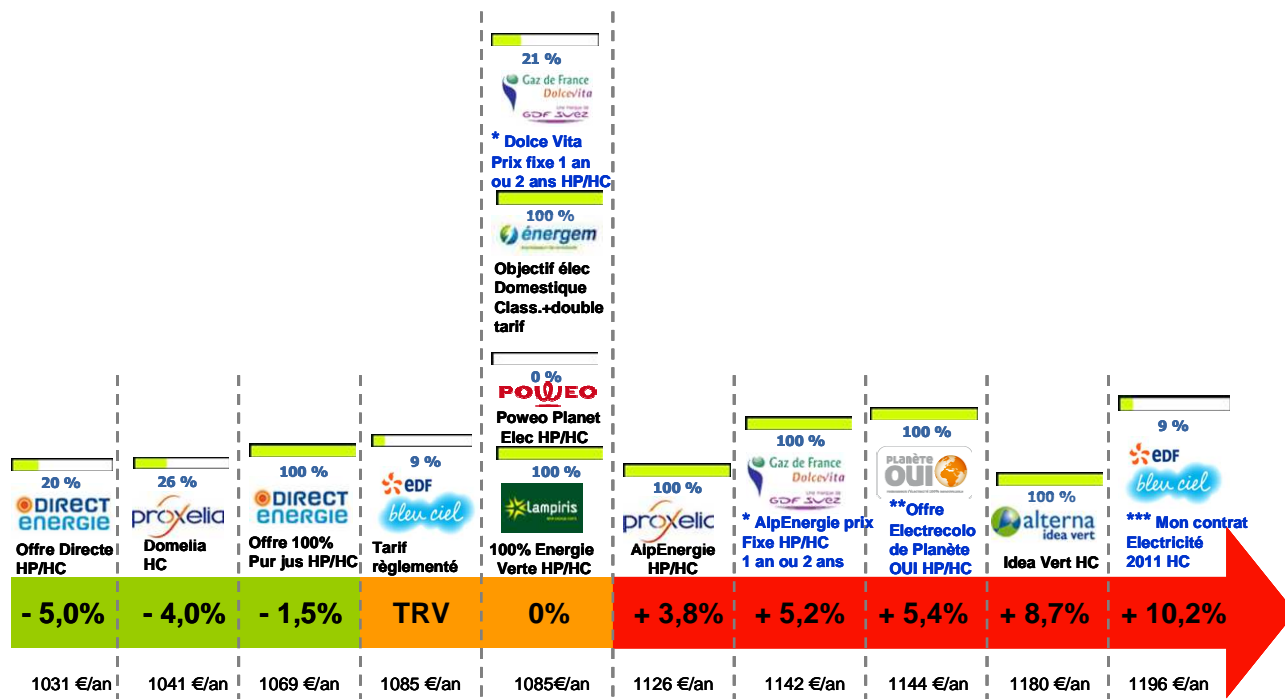 21 %
Gaz de France
Dolcevita
une marque de
GDF SUEZ
* Dolce Vita
Prix fixe 1 an
ou 2 ans HP/HC
100 %
énergem
Objectif élec
Domestique
Class.+double
tarif
0 %
POWEO
Poweo Planet
Elec HP/HC
100 %
Lampiris
100% Energie
Verte HP/HC
20 %
DIRECT
ENERGIE
Offre Directe
HP/HC
26 %
proxelia
Domelia
HC
100 %
DIRECT
ENERGIE
Offre 100%
Pur jus HP/HC
9 %
edf
bleu ciel
Tarif
règlementé
100 %
proxelic
AlpEnergie
HP/HC
100 %
Gaz de France
Dolcevita
une marque de
GDF SUEZ
* AlpEnergie prix
Fixe HP/HC
1 an ou 2 ans
100 %
PLANÈTE
OUI
**Offre
Electrecolo
de Planète
OUI HP/HC
100 %
alterna
idea vert
Idea Vert HC
9 %
edf
bleu ciel
*** Mon contrat
Electricité
2011 HC
- 5,0%
- 4,0%
- 1,5%
TRV
0%
+ 3,8%
+ 5,2%
+ 5,4%
+ 8,7%
+ 10,2%
1031 €/an
1041 €/an
1069 €/an
1085 €/an
1085€/an
1126 €/an
1142 €/an
1144 €/an
1180 €/an
1196 €/an